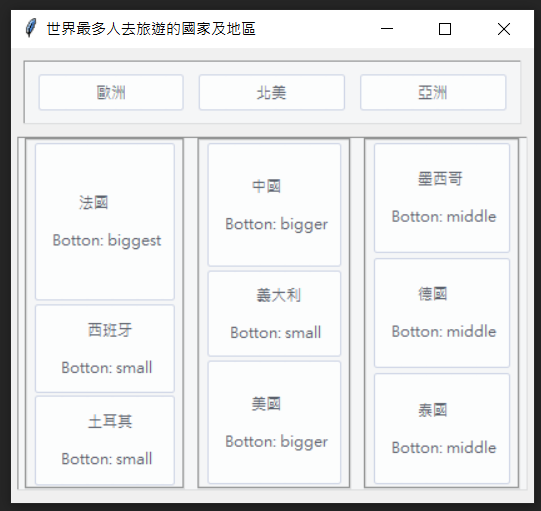 世界最多人去旅遊的國家及地區
歐洲
北美
亞洲
法國
Botton: biggest
西班牙
Botton: small
土耳其
Botton: small
中國
Botton: bigger
義大利
Botton: small
美國
Botton: bigger
墨西哥
Botton: middle
德國
Botton: middle
泰國
Botton: middle